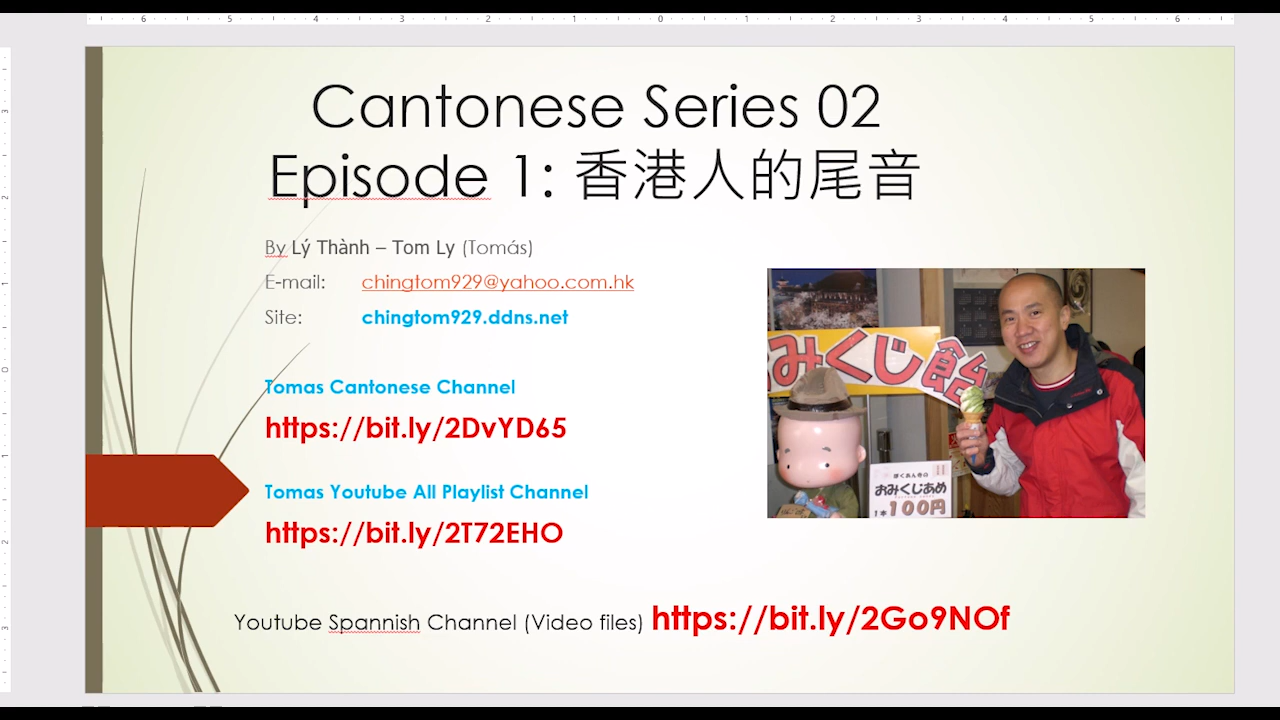 Cantonese Series 02
Episode 1: 香港人的尾音
By Lý Thành – Tom Ly (Tomás)
E-mail: chingtom929@yahoo.com.hk
Site: chingtom929.ddns.net
Tomas Cantonese Channel
https://bit.ly/2DvYD65
Tomas Youtube All Playlist Channel
https://bit.ly/2T72EHO
Youtube Spannish Channel (Video files) https://bit.ly/2Go9NOf
みくじ飴
おみくじあめ
1本100円